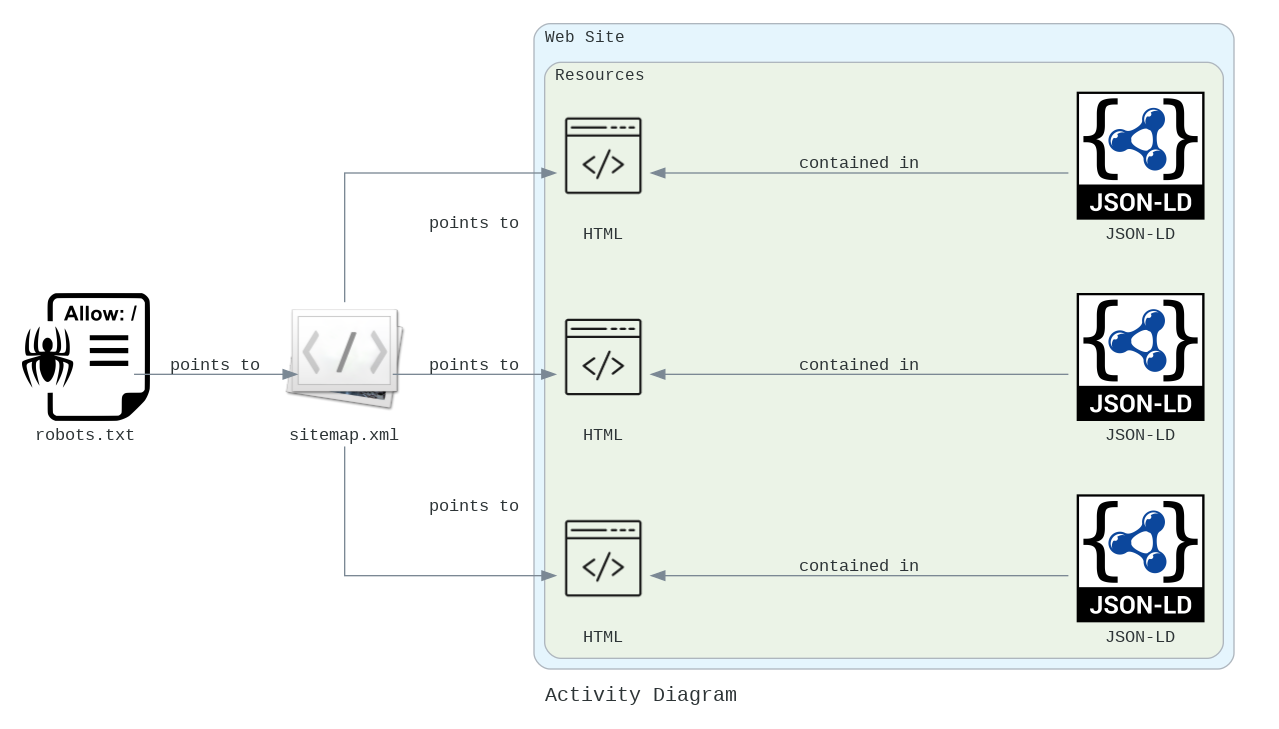 Web Site
Resources
HTML
contained in
JSON-LD
JSON-LD
points to
Allow: /
robots.txt
points to
sitemap.xml
points to
HTML
contained in
JSON-LD
JSON-LD
points to
HTML
contained in
JSON-LD
JSON-LD
Activity Diagram